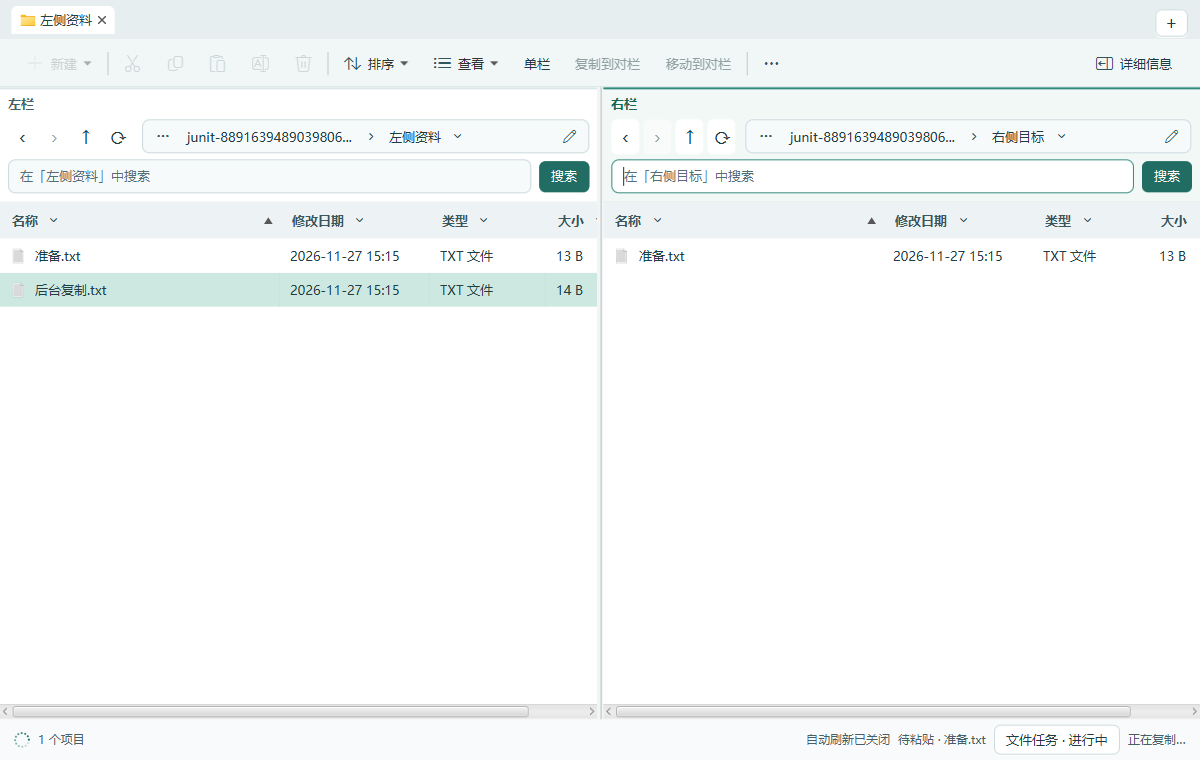 左侧资料
+
新建
排序
查看
单栏
复制到对栏
移动到对栏
···
详细信息
左栏
··· junit-8891639489039806... › 左侧资料
在「左侧资料」中搜索
搜索
名称 修改日期 类型 大小
准备.txt 2026-11-27 15:15 TXT 文件 13 B
后台复制.txt 2026-11-27 15:15 TXT 文件 14 B
右栏
··· junit-8891639489039806... › 右侧目标
在「右侧目标」中搜索
搜索
名称 修改日期 类型 大小
准备.txt 2026-11-27 15:15 TXT 文件 13 B
1 个项目
自动刷新已关闭 待粘贴 · 准备.txt 文件任务 · 进行中 正在复制...